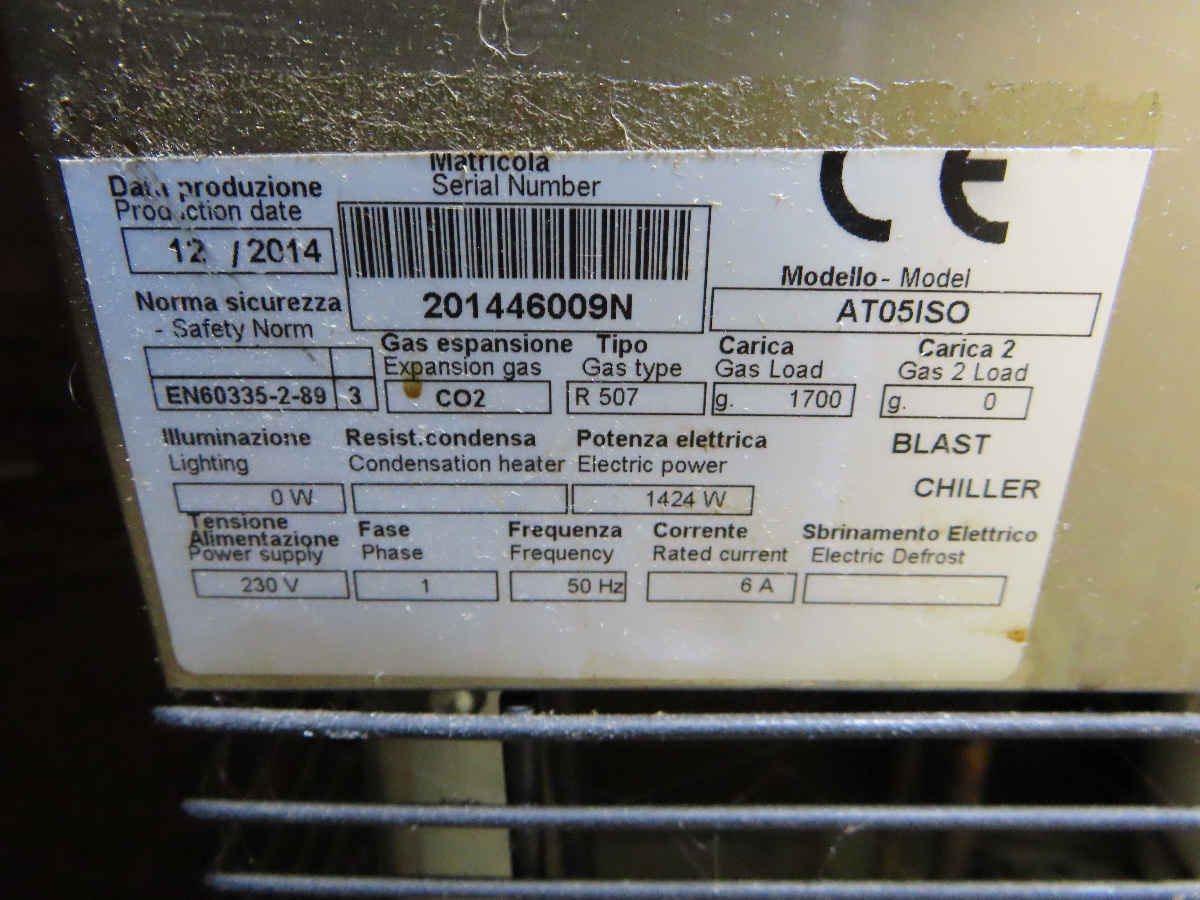 Matricola
Serial Number
CE
Data produzione
Production date
12 /2014
201446009N
Modello - Model
AT05ISO
Norma sicurezza
- Safety Norm
EN60335-2-89 3
Gas espansione
Expansion gas
CO2
Tipo
Gas type
R 507
Carica
Gas Load
g. 1700
Carica 2
Gas 2 Load
g. 0
Illuminazione
Lighting
0 W
Resist.condensa
Condensation heater
Potenza elettrica
Electric power
1424 W
BLAST
CHILLER
Tensione
Alimentazione
Power supply
230 V
Fase
Phase
1
Frequenza
Frequency
50 Hz
Corrente
Rated current
6 A
Sbrinamento Elettrico
Electric Defrost